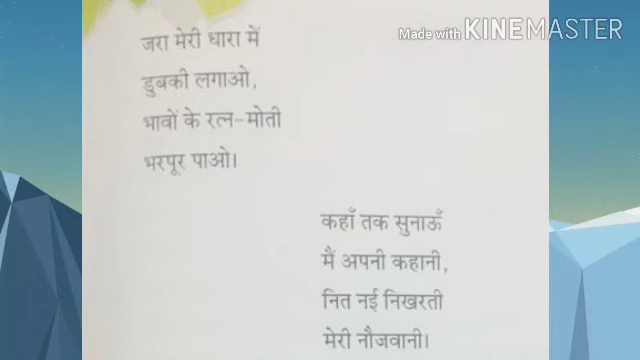 Made with KINEMASTER
जरा मेरी धारा में
डुबकी लगाओ,
भावों के रत्न-मोती
भरपूर पाओ।
कहाँ तक सुनाऊँ
मैं अपनी कहानी,
नित नई निखरती
मेरी नौजवानी।